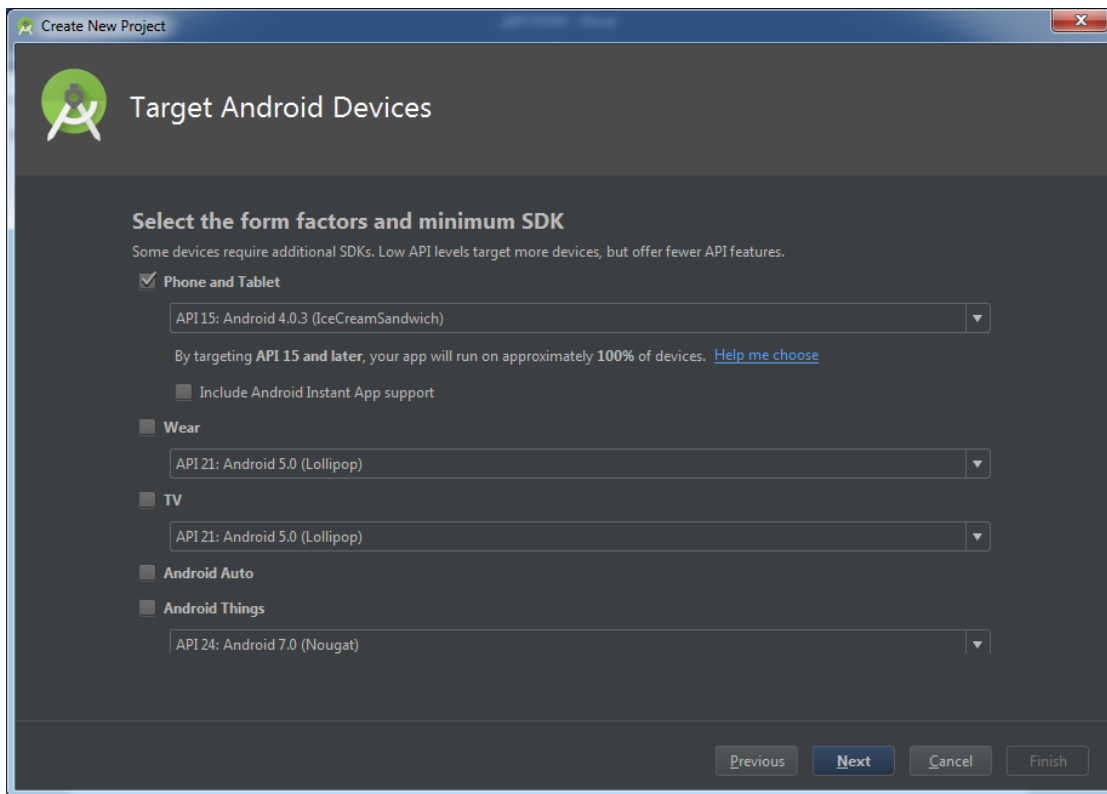 Create New Project
Target Android Devices
Select the form factors and minimum SDK
Some devices require additional SDKs. Low API levels target more devices, but offer fewer API features.
Phone and Tablet
API 15: Android 4.0.3 (IceCreamSandwich)
By targeting API 15 and later, your app will run on approximately 100% of devices. Help me choose
Include Android Instant App support
Wear
API 21: Android 5.0 (Lollipop)
TV
API 21: Android 5.0 (Lollipop)
Android Auto
Android Things
API 24: Android 7.0 (Nougat)
Previous Next Cancel Finish